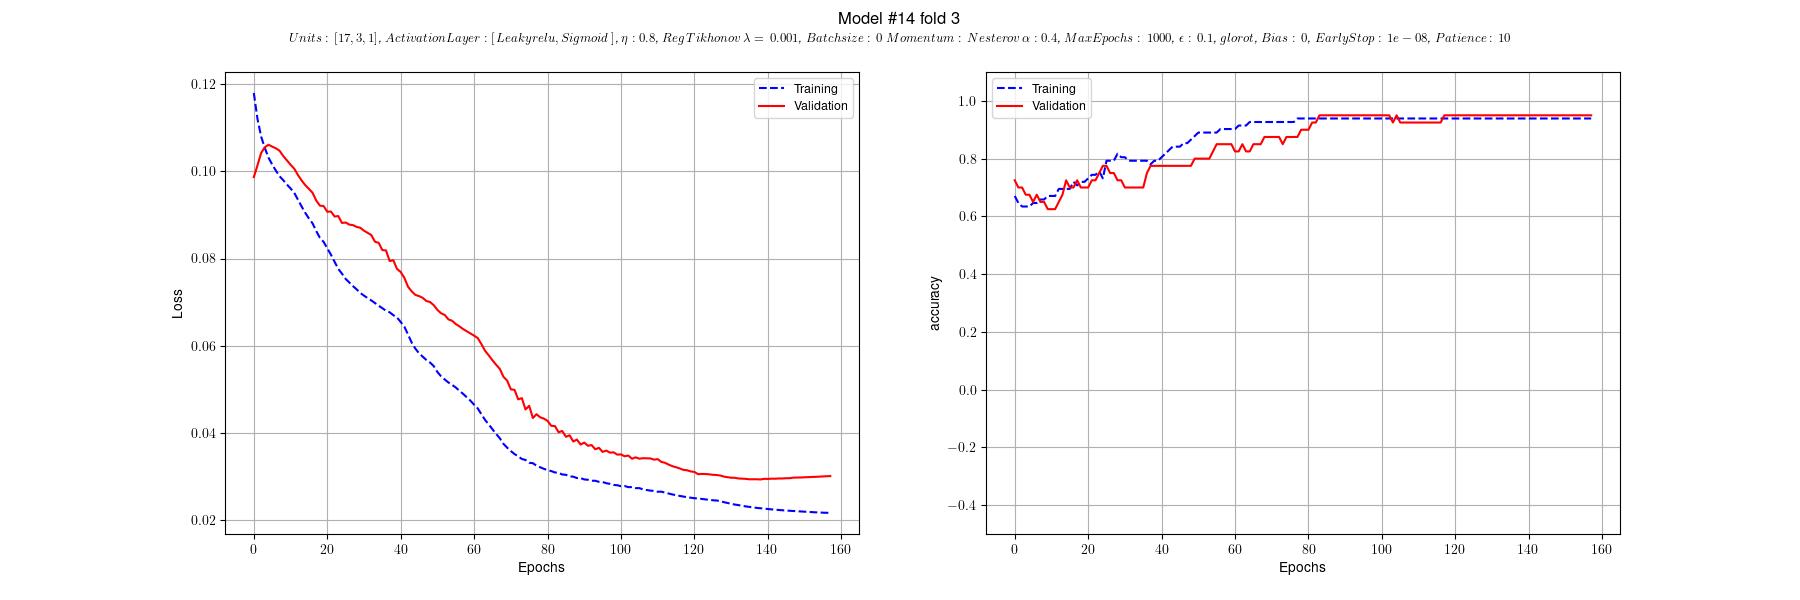 Model #14 fold 3
Units : [17, 3, 1], ActivationLayer : [Leakyrelu, Sigmoid], η : 0.8, RegTikhonov λ = 0.001, Batchsize : 0 Momentum : Nesterov α : 0.4, MaxEpochs : 1000, ϵ : 0.1, glorot, Bias : 0, EarlyStop : 1e − 08, Patience : 10
Training
Validation
0.12
0.10
0.08
0.06
0.04
0.02
Loss
0 20 40 60 80 100 120 140 160
Epochs
Training
Validation
1.0
0.8
0.6
0.4
0.2
0.0
−0.2
−0.4
accuracy
0 20 40 60 80 100 120 140 160
Epochs